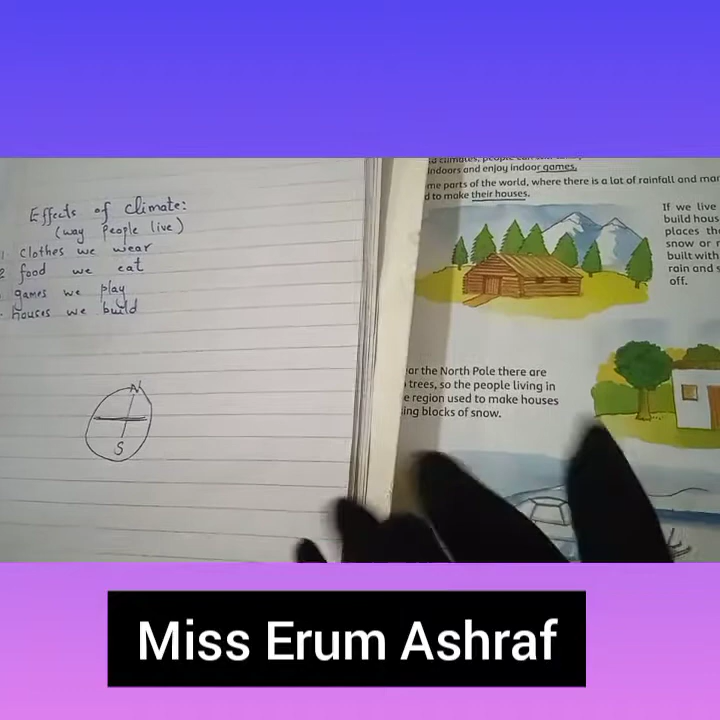 Effects of climate:
(way people live)
clothes we wear
2 food we eat
games we play
houses we build
N
S
Indoors and enjoy indoor games.
me parts of the world, where there is a lot of rainfall and
d to make their houses.
If we live
build
places
snow or
built with
rain and
off.
ar the North Pole there are
trees, so the people living in
e region used to make houses
ing blocks of snow.
Miss Erum Ashraf